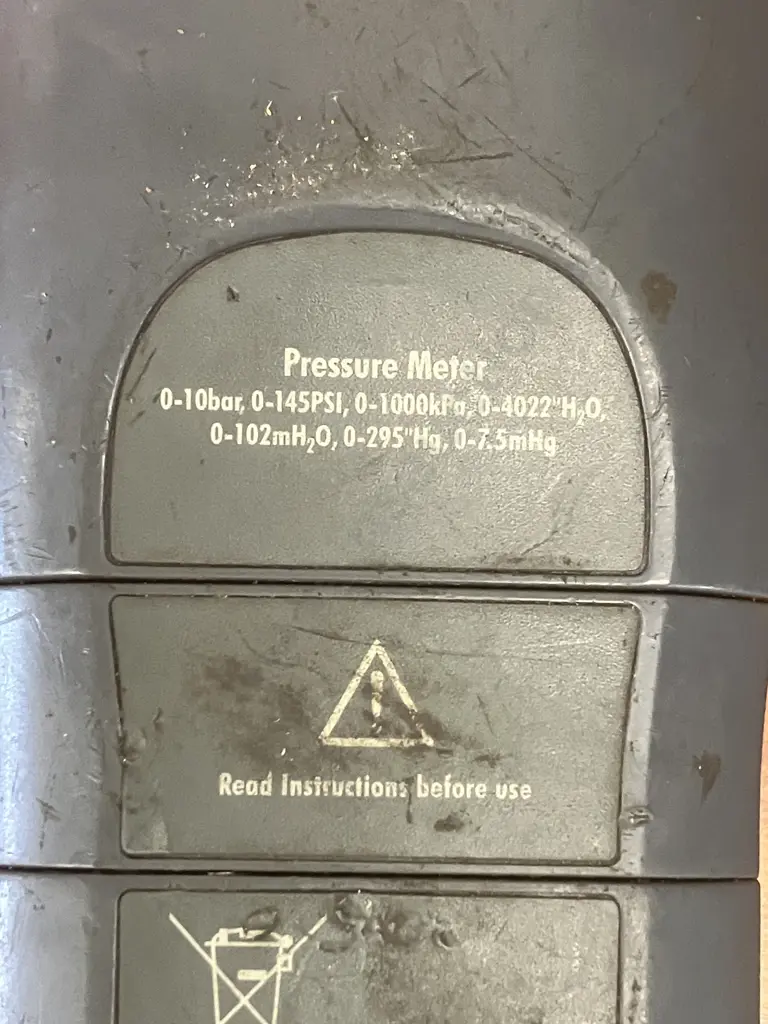 Pressure Meter
0-10bar, 0-145PSI, 0-1000kPa, 0-4022"H₂O,
0-102mH₂O, 0-295"Hg, 0-7.5mHg
Read Instructions before use